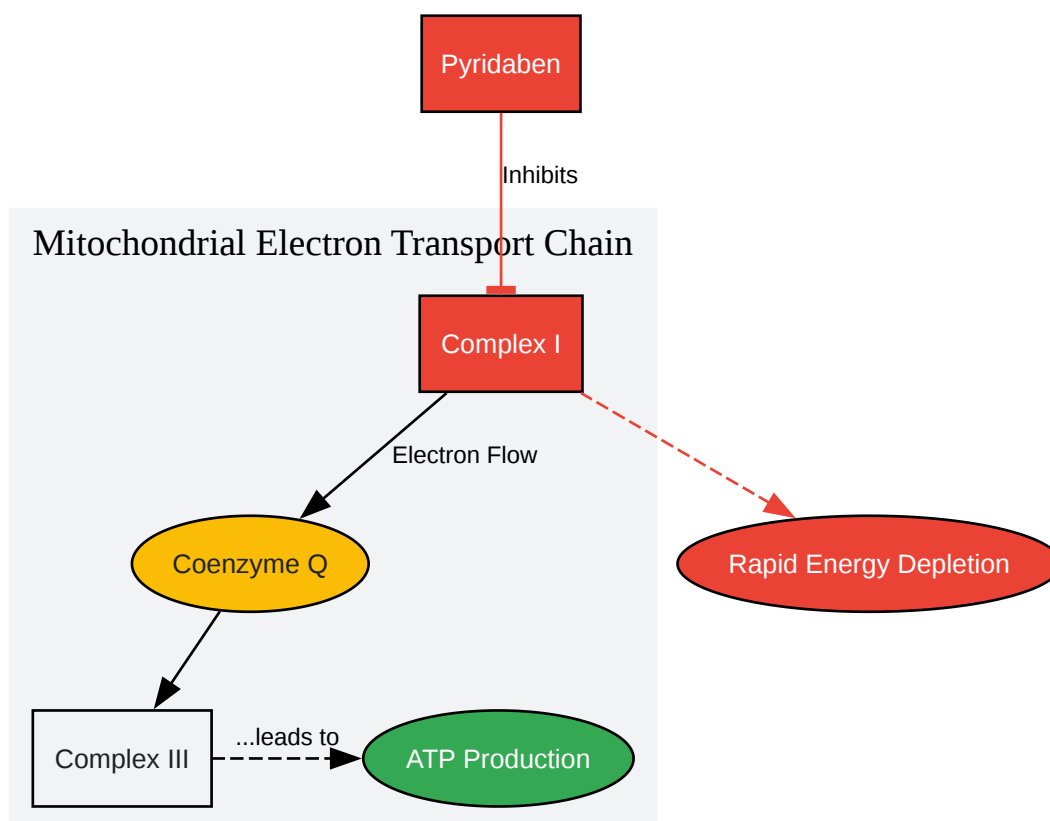 Pyridaben
Inhibits
Mitochondrial Electron Transport Chain
Complex I
Electron Flow
Coenzyme Q
Rapid Energy Depletion
Complex III
...leads to
ATP Production